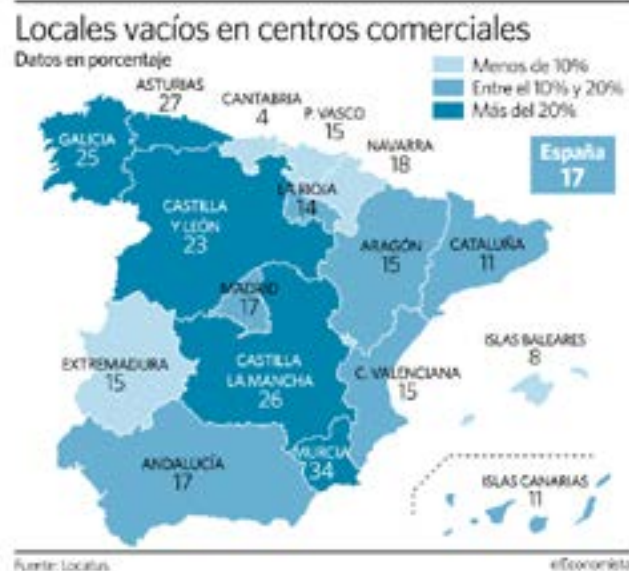 Locales vacíos en centros comerciales
Datos en porcentaje
Menos de 10%
Entre el 10% y 20%
Más del 20%
España
17
ASTURIAS
27
CANTABRIA
4
P. VASCO
15
NAVARRA
18
GALICIA
25
LA RIOJA
14
CASTILLA
Y LEÓN
23
ARAGÓN
15
CATALUÑA
11
MADRID
17
EXTREMADURA
15
CASTILLA
LA MANCHA
26
C. VALENCIANA
15
ISLAS BALEARES
8
ANDALUCÍA
17
MURCIA
34
ISLAS CANARIAS
11
Fuente: Locatus
elEconomista